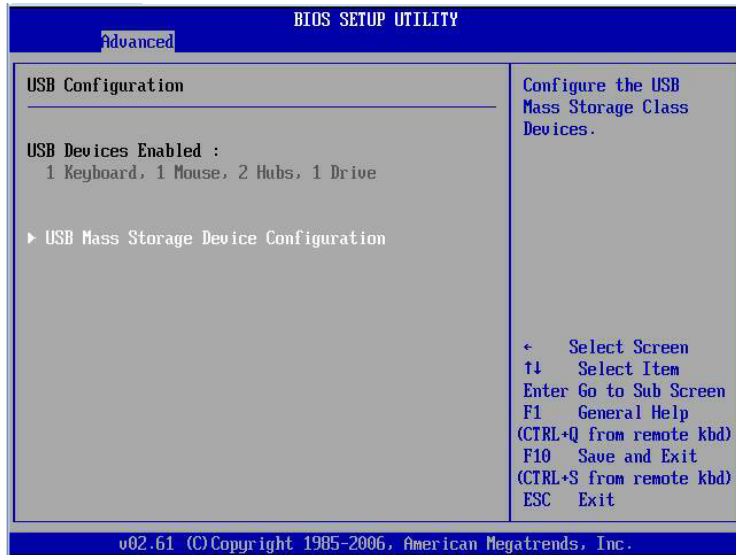 BIOS SETUP UTILITY
Advanced
USB Configuration
USB Devices Enabled :
1 Keyboard, 1 Mouse, 2 Hubs, 1 Drive
► USB Mass Storage Device Configuration
Configure the USB
Mass Storage Class
Devices.
← Select Screen
↑↓ Select Item
Enter Go to Sub Screen
F1 General Help
(CTRL+Q from remote kbd)
F10 Save and Exit
(CTRL+S from remote kbd)
ESC Exit
v02.61 (C)Copyright 1985-2006, American Megatrends, Inc.